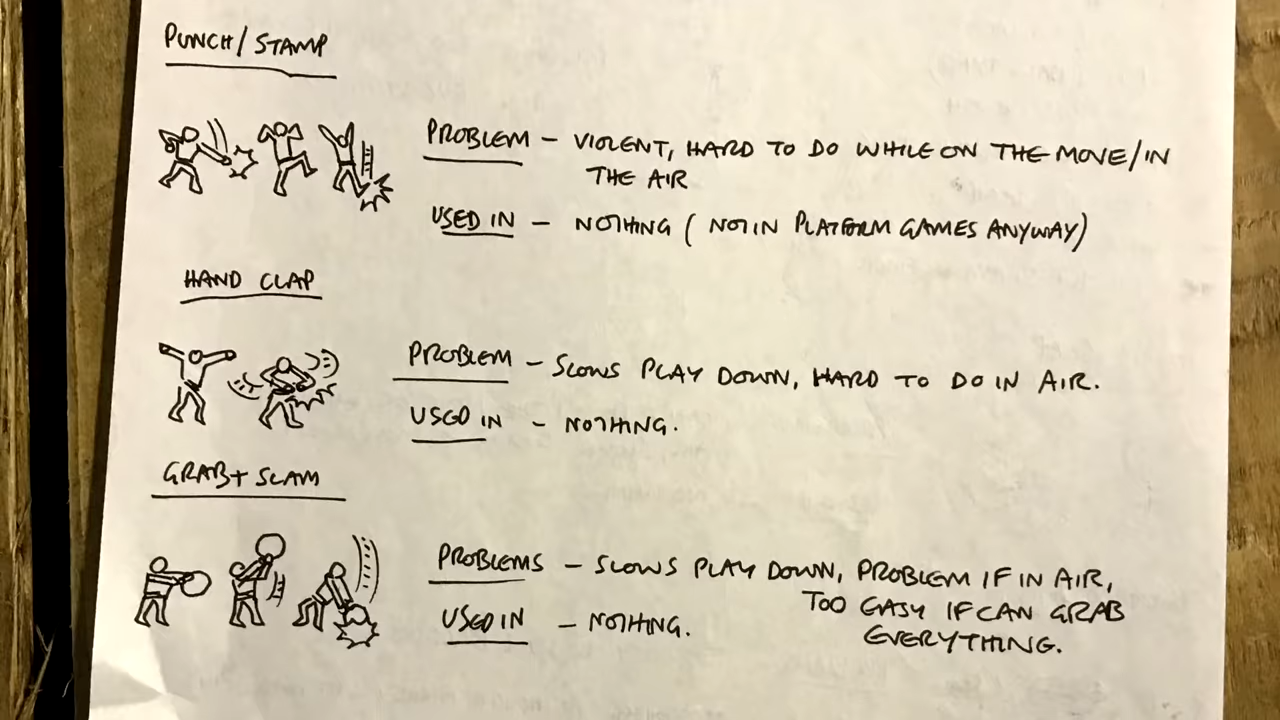 PUNCH/STAMP
PROBLEM – VIOLENT, HARD TO DO WHILE ON THE MOVE/IN
THE AIR
USED IN – NOTHING (NOT IN PLATFORM GAMES ANYWAY)
HAND CLAP
PROBLEM – SLOWS PLAY DOWN, HARD TO DO IN AIR.
USED IN – NOTHING.
GRAB + SLAM
PROBLEMS – SLOWS PLAY DOWN, PROBLEM IF IN AIR,
TOO EASY IF CAN GRAB
EVERYTHING.
USED IN – NOTHING.